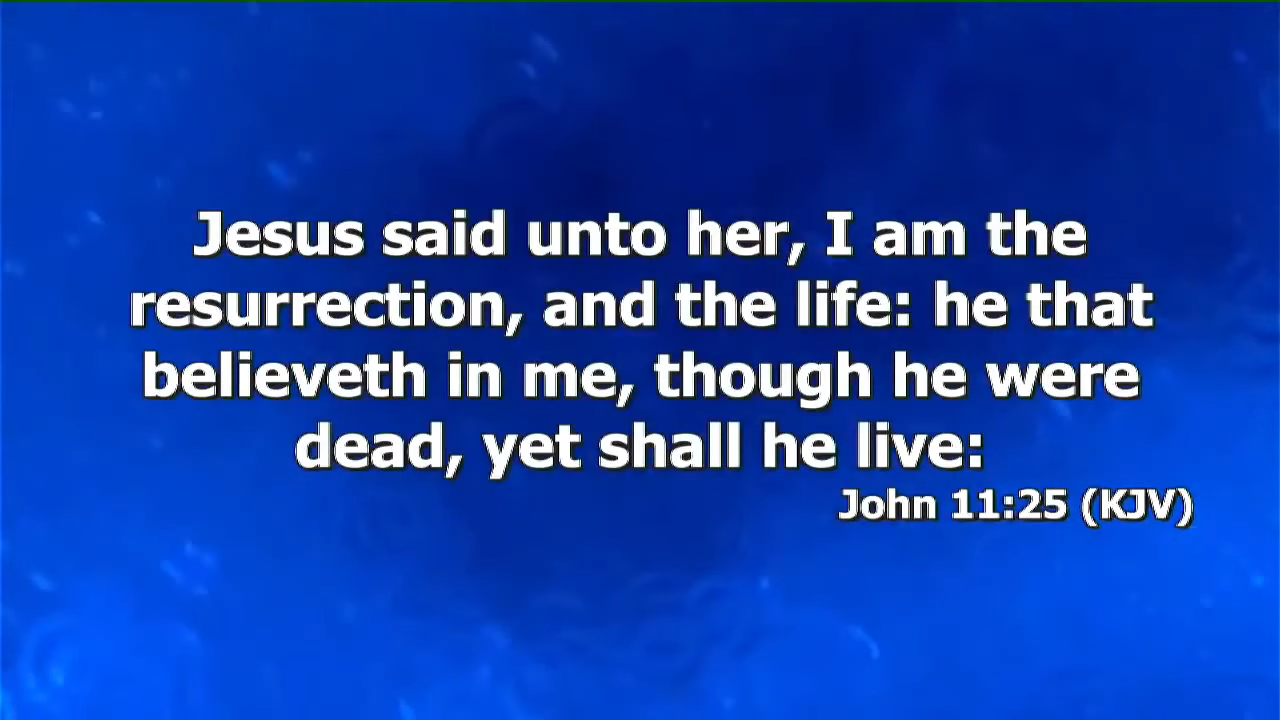 Jesus said unto her, I am the
resurrection, and the life: he that
believeth in me, though he were
dead, yet shall he live:
John 11:25 (KJV)